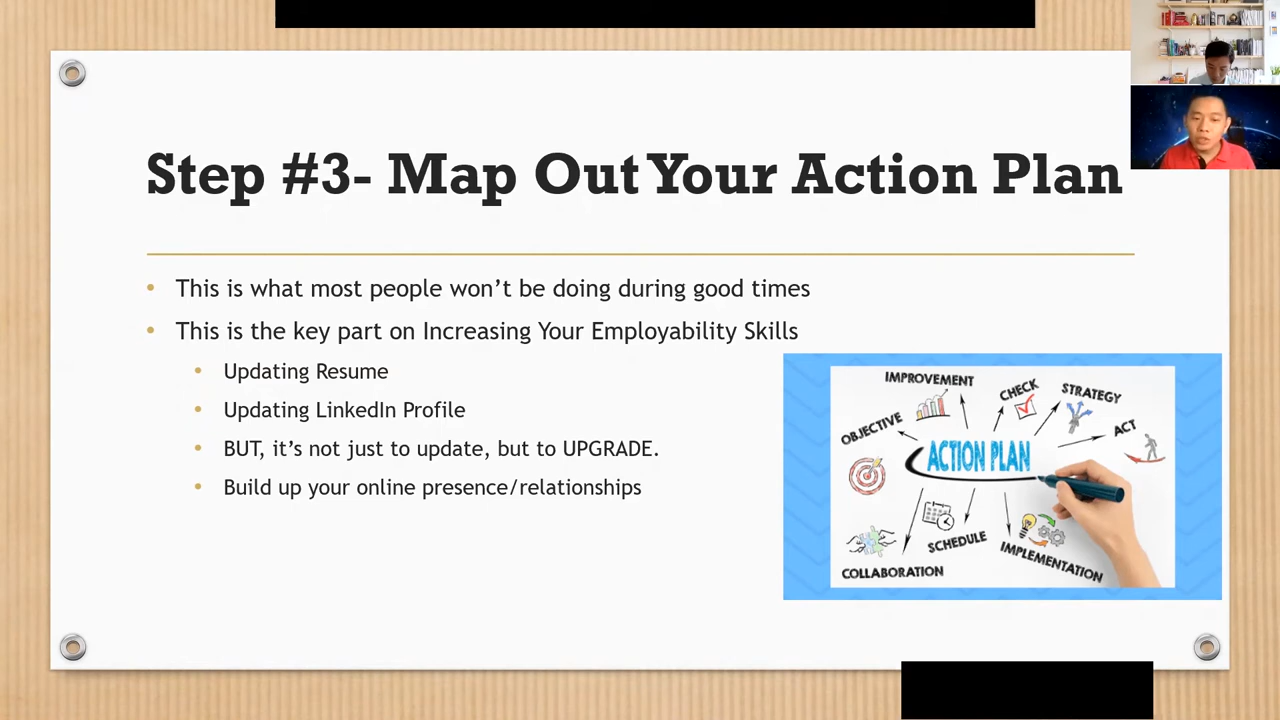 Step #3- Map Out Your Action Plan
This is what most people won't be doing during good times
This is the key part on Increasing Your Employability Skills
Updating Resume
Updating LinkedIn Profile
BUT, it's not just to update, but to UPGRADE.
Build up your online presence/relationships
IMPROVEMENT
CHECK
STRATEGY
OBJECTIVE
ACT
ACTION PLAN
SCHEDULE
IMPLEMENTATION
COLLABORATION